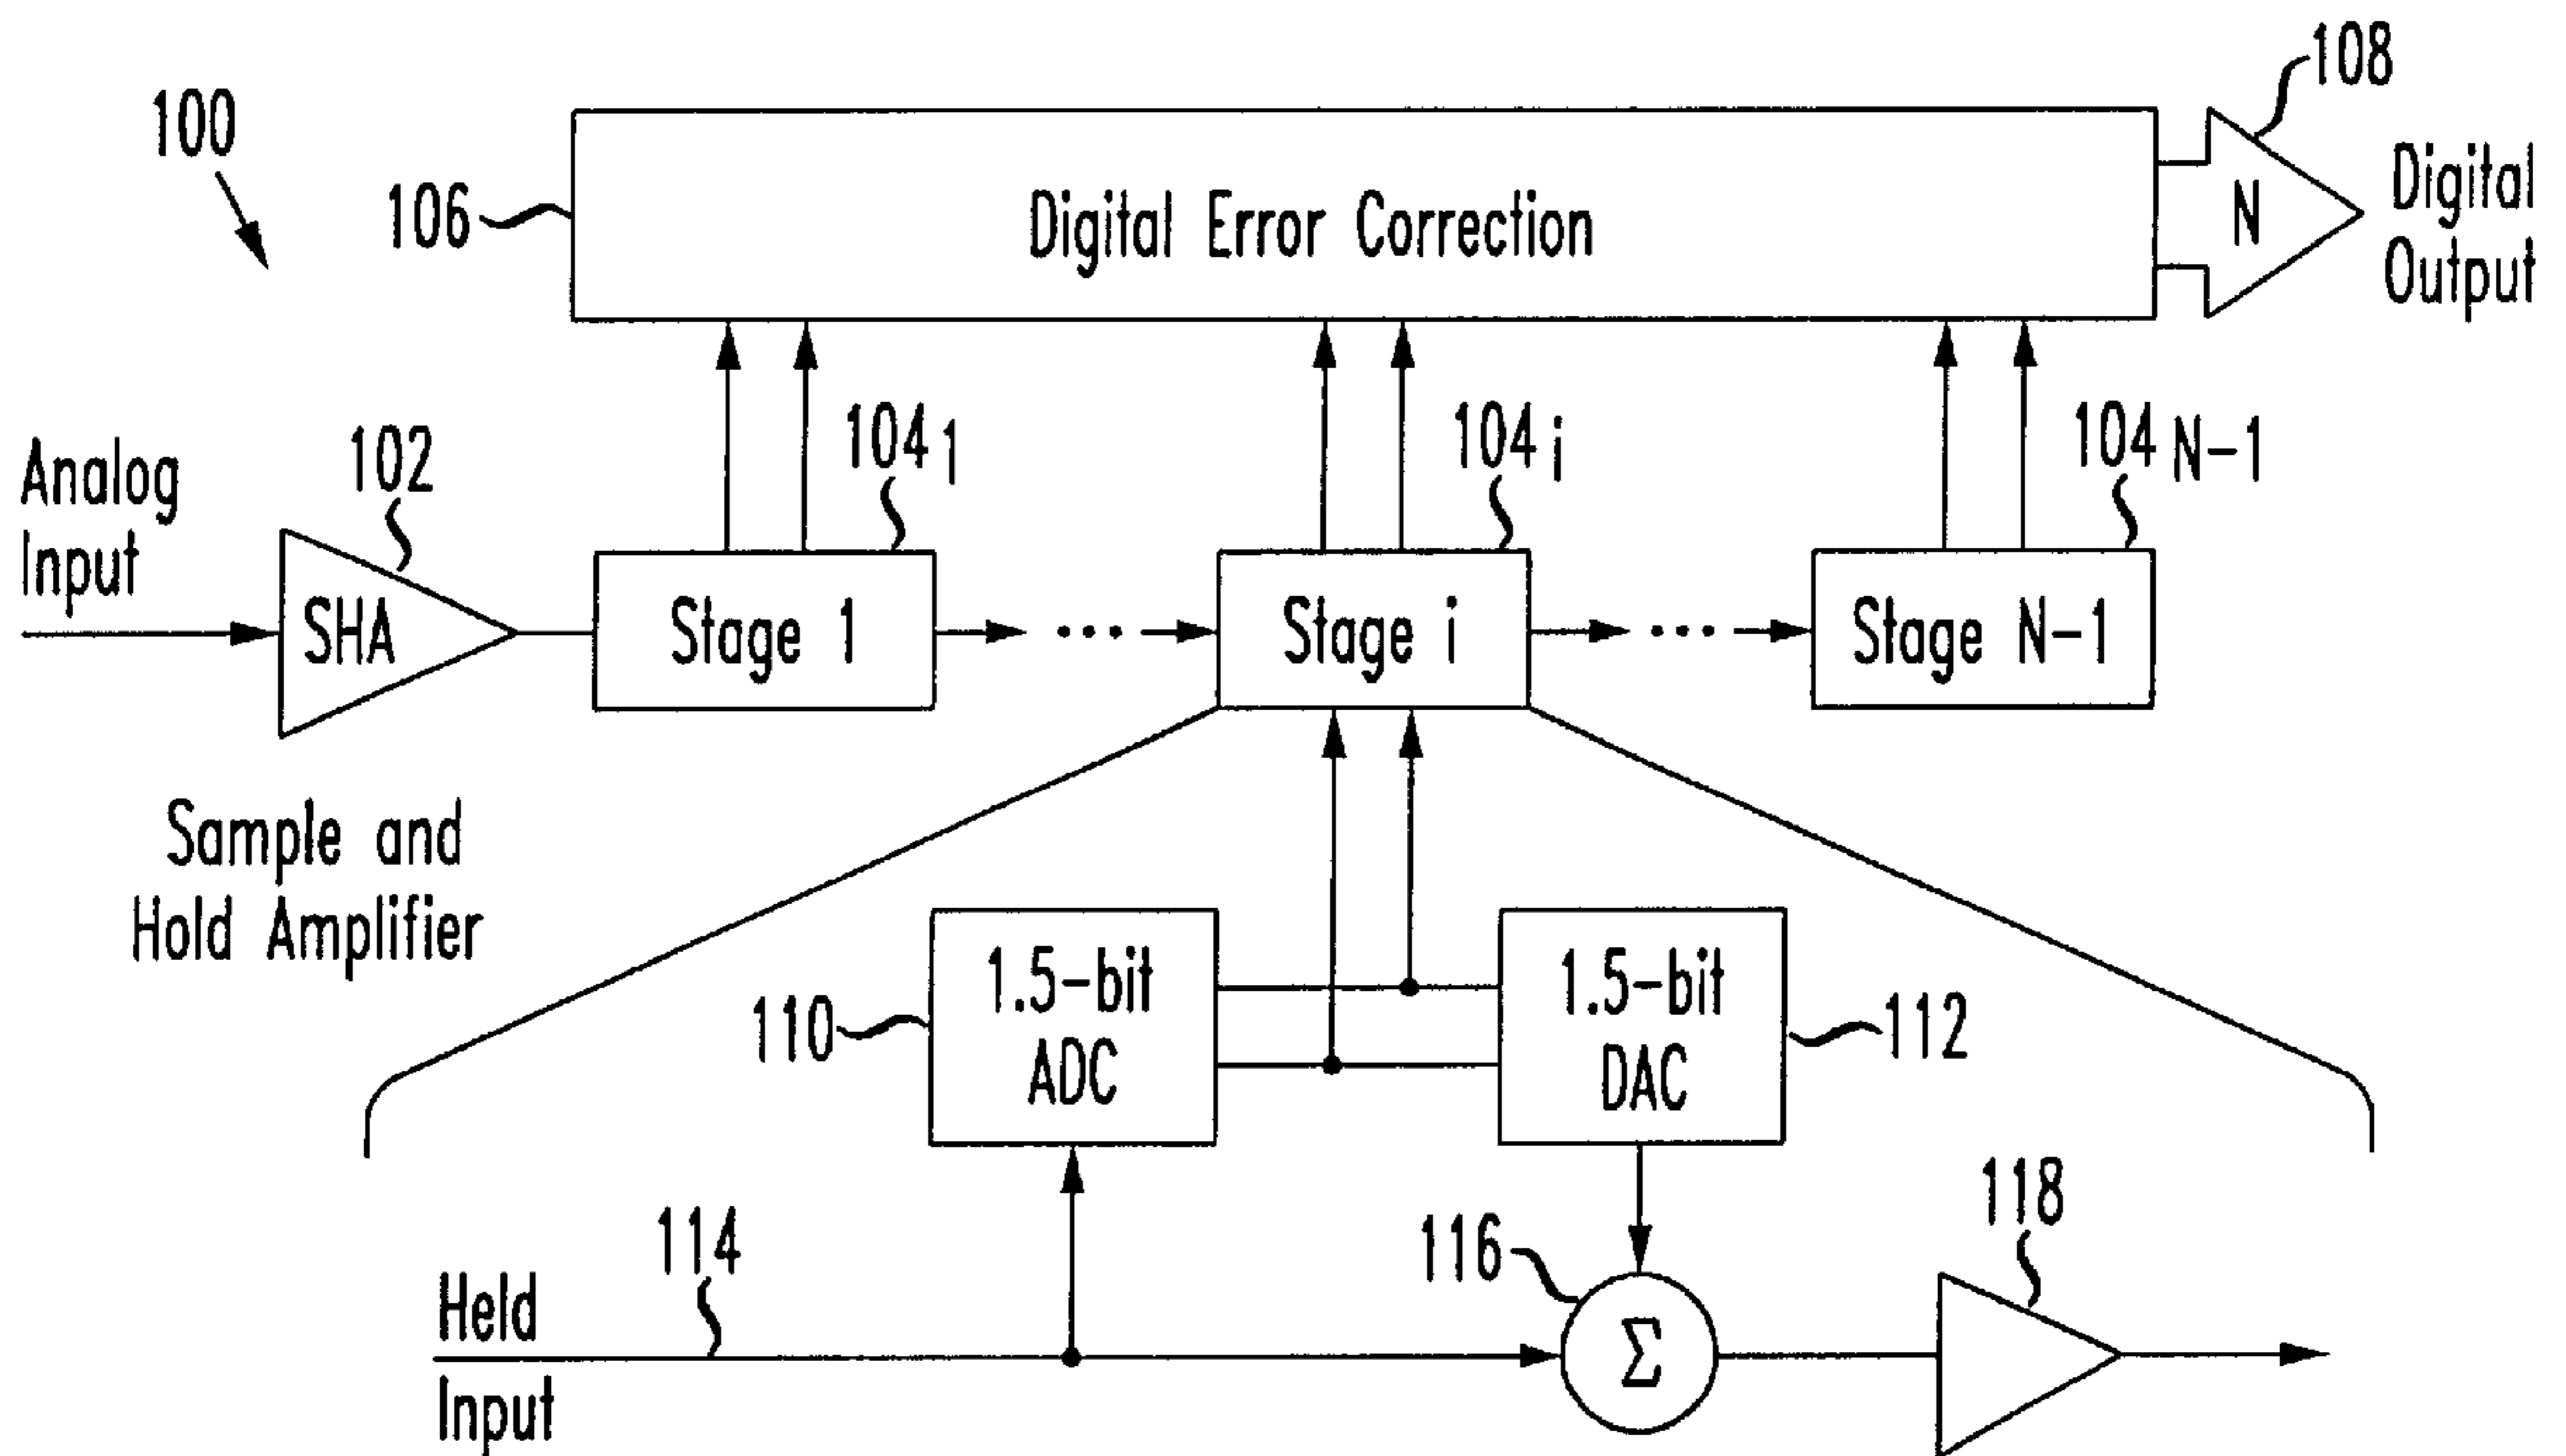 108
100
106
Digital Error Correction
N
Digital
Output
Analog
Input
102
SHA
104 1
Stage 1
...
104 i
Stage i
...
104 N-1
Stage N-1
Sample and
Hold Amplifier
110
1.5-bit
ADC
1.5-bit
DAC
112
Held
Input
114
116
Σ
118